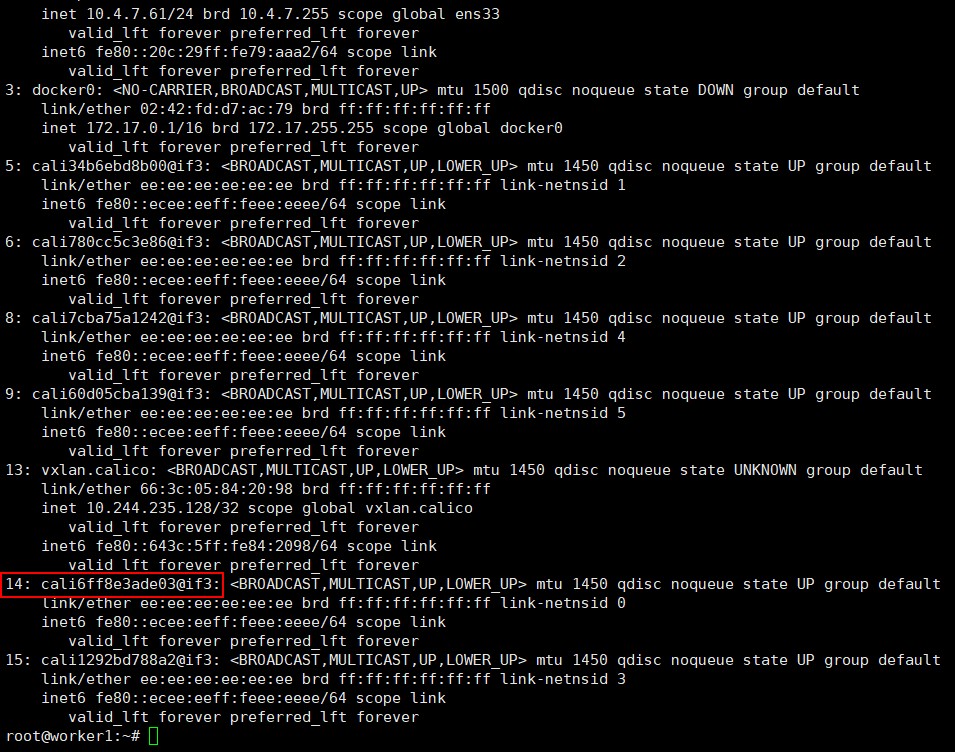 inet 10.4.7.61/24 brd 10.4.7.255 scope global ens33
valid_lft forever preferred_lft forever
inet6 fe80::20c:29ff:fe79:aaa2/64 scope link
valid_lft forever preferred_lft forever
3: docker0: <NO-CARRIER,BROADCAST,MULTICAST,UP> mtu 1500 qdisc noqueue state DOWN group default
link/ether 02:42:fd:d7:ac:79 brd ff:ff:ff:ff:ff:ff
inet 172.17.0.1/16 brd 172.17.255.255 scope global docker0
valid_lft forever preferred_lft forever
5: cali34b6ebd8b00@if3: <BROADCAST,MULTICAST,UP,LOWER_UP> mtu 1450 qdisc noqueue state UP group default
link/ether ee:ee:ee:ee:ee:ee brd ff:ff:ff:ff:ff:ff link-netnsid 1
inet6 fe80::ecee:eeff:feee:eeee/64 scope link
valid_lft forever preferred_lft forever
6: cali780cc5c3e86@if3: <BROADCAST,MULTICAST,UP,LOWER_UP> mtu 1450 qdisc noqueue state UP group default
link/ether ee:ee:ee:ee:ee:ee brd ff:ff:ff:ff:ff:ff link-netnsid 2
inet6 fe80::ecee:eeff:feee:eeee/64 scope link
valid_lft forever preferred_lft forever
8: cali7cba75a1242@if3: <BROADCAST,MULTICAST,UP,LOWER_UP> mtu 1450 qdisc noqueue state UP group default
link/ether ee:ee:ee:ee:ee:ee brd ff:ff:ff:ff:ff:ff link-netnsid 4
inet6 fe80::ecee:eeff:feee:eeee/64 scope link
valid_lft forever preferred_lft forever
9: cali60d05cba139@if3: <BROADCAST,MULTICAST,UP,LOWER_UP> mtu 1450 qdisc noqueue state UP group default
link/ether ee:ee:ee:ee:ee:ee brd ff:ff:ff:ff:ff:ff link-netnsid 5
inet6 fe80::ecee:eeff:feee:eeee/64 scope link
valid_lft forever preferred_lft forever
13: vxlan.calico: <BROADCAST,MULTICAST,UP,LOWER_UP> mtu 1450 qdisc noqueue state UNKNOWN group default
link/ether 66:3c:05:84:20:98 brd ff:ff:ff:ff:ff:ff
inet 10.244.235.128/32 scope global vxlan.calico
valid_lft forever preferred_lft forever
inet6 fe80::643c:5ff:fe84:2098/64 scope link
valid_lft forever preferred_lft forever
14: cali6ff8e3ade03@if3: <BROADCAST,MULTICAST,UP,LOWER_UP> mtu 1450 qdisc noqueue state UP group default
link/ether ee:ee:ee:ee:ee:ee brd ff:ff:ff:ff:ff:ff link-netnsid 0
inet6 fe80::ecee:eeff:feee:eeee/64 scope link
valid_lft forever preferred_lft forever
15: cali1292bd788a2@if3: <BROADCAST,MULTICAST,UP,LOWER_UP> mtu 1450 qdisc noqueue state UP group default
link/ether ee:ee:ee:ee:ee:ee brd ff:ff:ff:ff:ff:ff link-netnsid 3
inet6 fe80::ecee:eeff:feee:eeee/64 scope link
valid_lft forever preferred_lft forever
root@worker1:~#